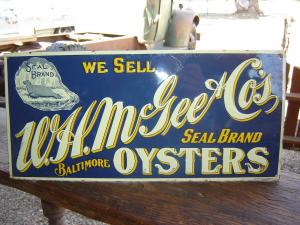 SEAL
BRAND
WE SELL
W.H. McGee & Co's
SEAL BRAND
BALTIMORE OYSTERS